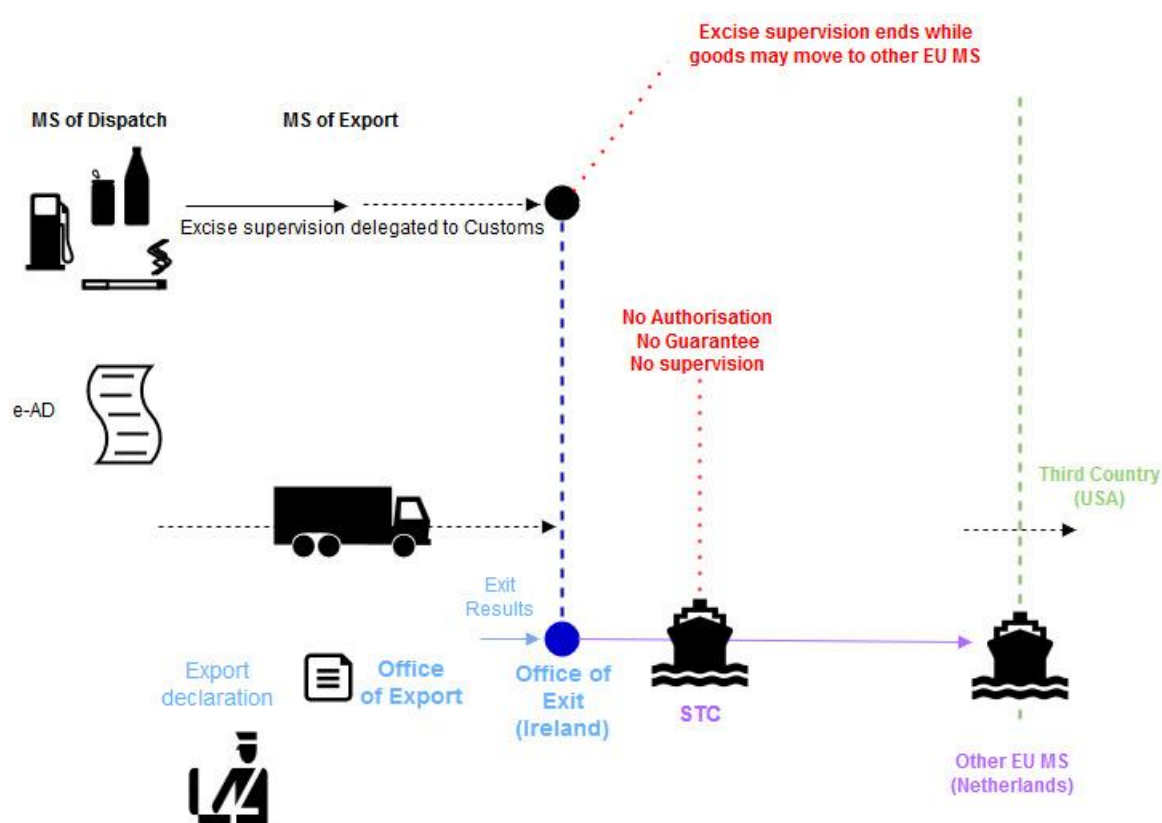 Excise supervision ends while
goods may move to other EU MS
MS of Dispatch
MS of Export
Excise supervision delegated to Customs
No Authorisation
No Guarantee
No supervision
e-AD
Third Country
(USA)
Exit
Results
Export
declaration
Office
of Export
Office of
Exit
(Ireland)
STC
Other EU MS
(Netherlands)